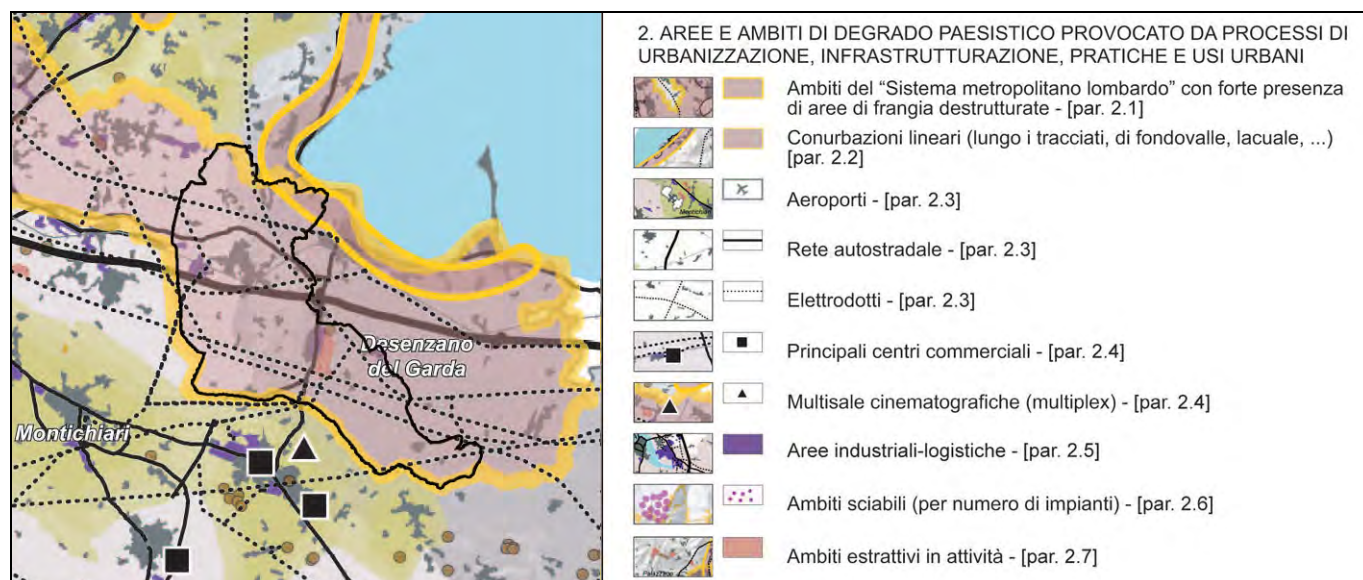 Desenzano
del Garda
Montichiari
2. AREE E AMBITI DI DEGRADO PAESISTICO PROVOCATO DA PROCESSI DI
URBANIZZAZIONE, INFRASTRUTTURAZIONE, PRATICHE E USI URBANI
Ambiti del “Sistema metropolitano lombardo” con forte presenza
di aree di frangia destrutturate - [par. 2.1]
Conurbazioni lineari (lungo i tracciati, di fondovalle, lacuale, ...)
[par. 2.2]
Aeroporti - [par. 2.3]
Rete autostradale - [par. 2.3]
Elettrodotti - [par. 2.3]
Principali centri commerciali - [par. 2.4]
Multisale cinematografiche (multiplex) - [par. 2.4]
Aree industriali-logistiche - [par. 2.5]
Ambiti sciabili (per numero di impianti) - [par. 2.6]
Ambiti estrattivi in attività - [par. 2.7]